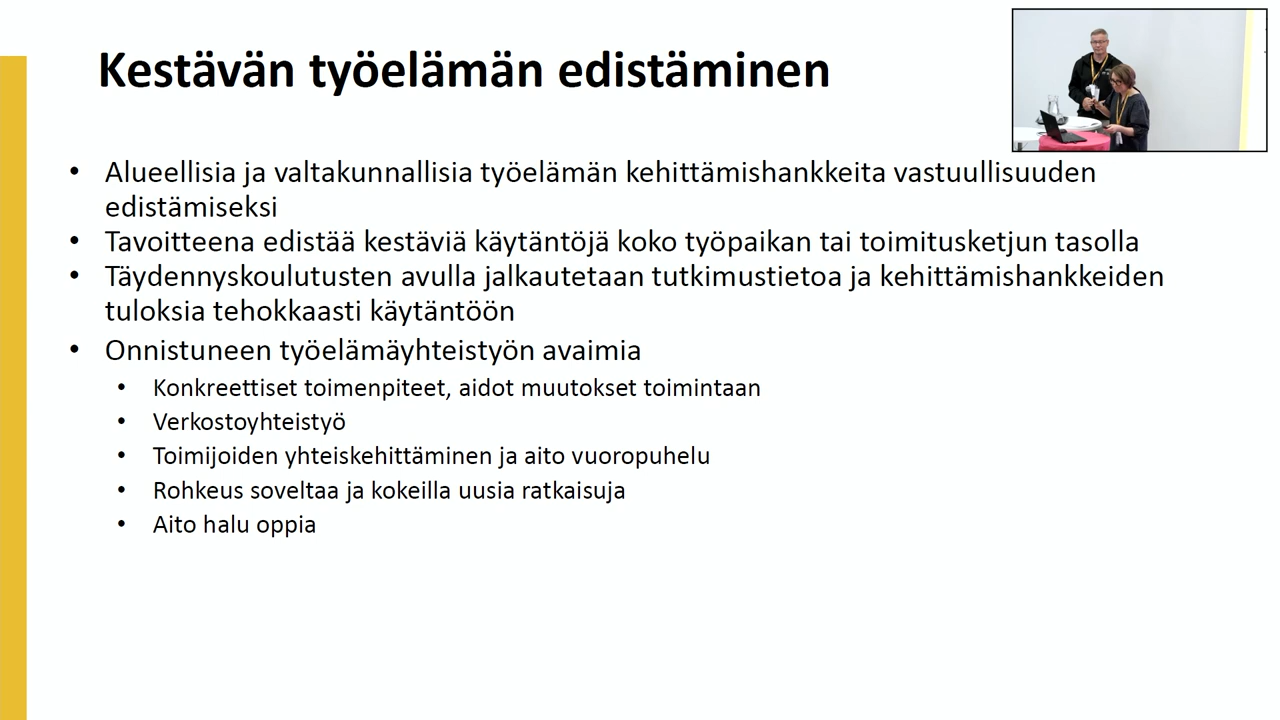 Kestävän työelämän edistäminen
• Alueellisia ja valtakunnallisia työelämän kehittämishankkeita vastuullisuuden
edistämiseksi
• Tavoitteena edistää kestäviä käytäntöjä koko työpaikan tai toimitusketjun tasolla
• Täydennyskoulutusten avulla jalkautetaan tutkimustietoa ja kehittämishankkeiden
tuloksia tehokkaasti käytäntöön
• Onnistuneen työelämäyhteistyön avaimia
• Konkreettiset toimenpiteet, aidot muutokset toimintaan
• Verkostoyhteistyö
• Toimijoiden yhteiskehittäminen ja aito vuoropuhelu
• Rohkeus soveltaa ja kokeilla uusia ratkaisuja
• Aito halu oppia